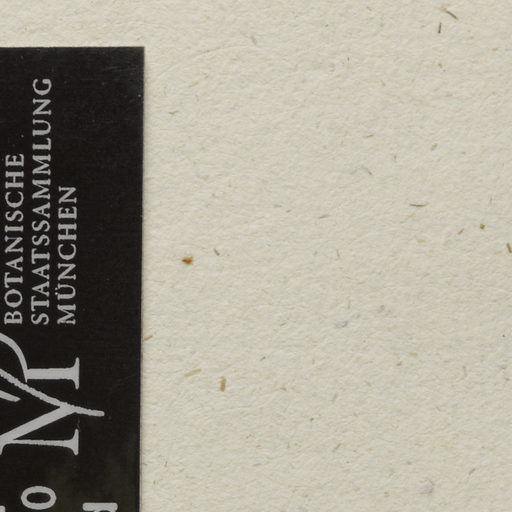 BOTANISCHE
STAATSSAMMLUNG
MÜNCHEN
M